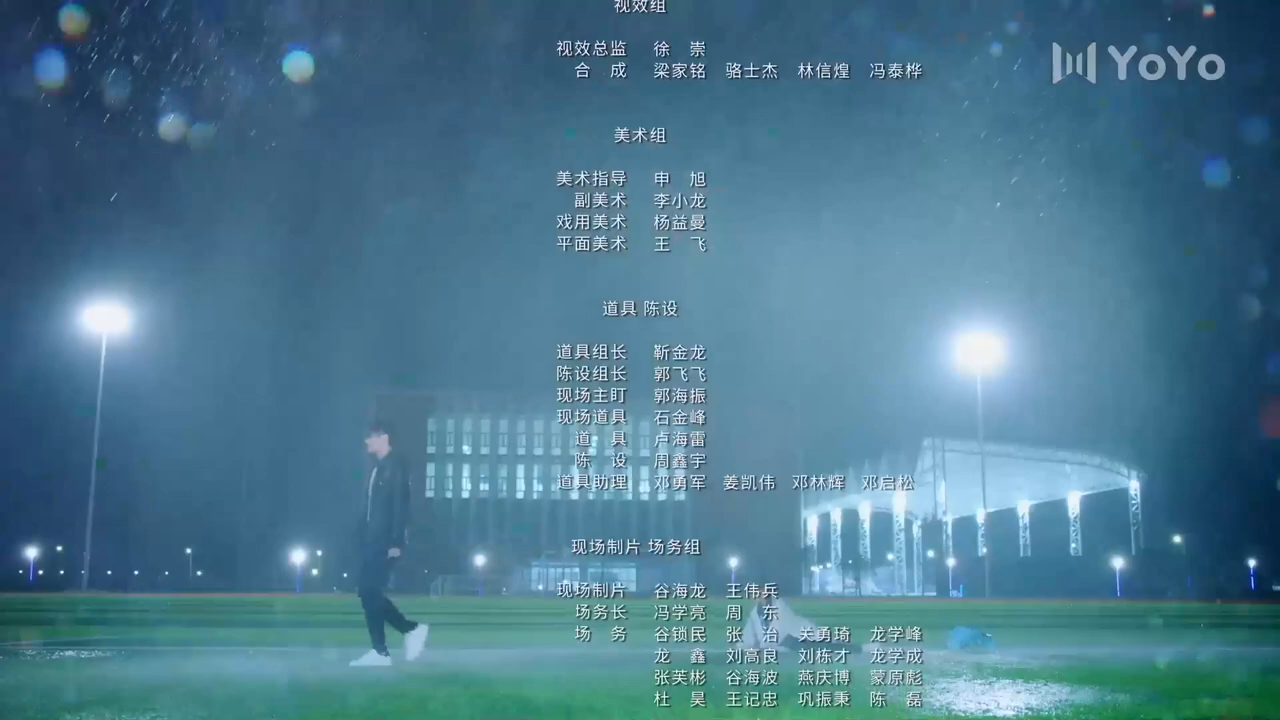 视效组
YoYo
视效总监 徐 崇
合 成 梁家铭 骆士杰 林信煌 冯泰桦
美术组
美术指导 申 旭
副美术 李小龙
戏用美术 杨益曼
平面美术 王 飞
道具 陈设
道具组长 靳金龙
陈设组长 郭飞飞
现场主盯 郭海振
现场道具 石金峰
道 具 卢海雷
陈 设 周鑫宇
道具助理 邓勇军 姜凯伟 邓林辉 邓启松
现场制片 场务组
现场制片 谷海龙 王伟兵
场务长 冯学亮 周 东
场 务 谷锁民 张 治 关勇琦 龙学峰
龙 鑫 刘高良 刘栋才 龙学成
张芙彬 谷海波 燕庆博 蒙原彪
杜 昊 王记忠 巩振秉 陈 磊